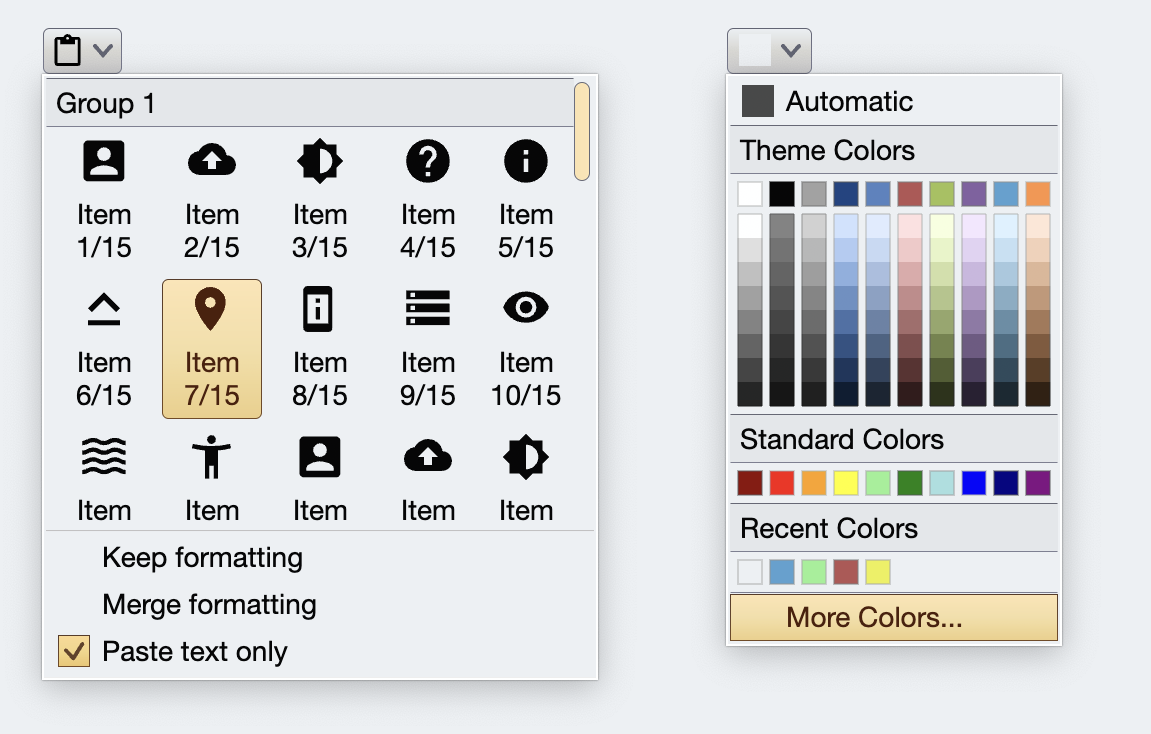 Group 1
Item Item Item Item Item
1/15 2/15 3/15 4/15 5/15
Item Item Item Item Item
6/15 7/15 8/15 9/15 10/15
Item Item Item Item Item
Keep formatting
Merge formatting
Paste text only
Automatic
Theme Colors
Standard Colors
Recent Colors
More Colors...